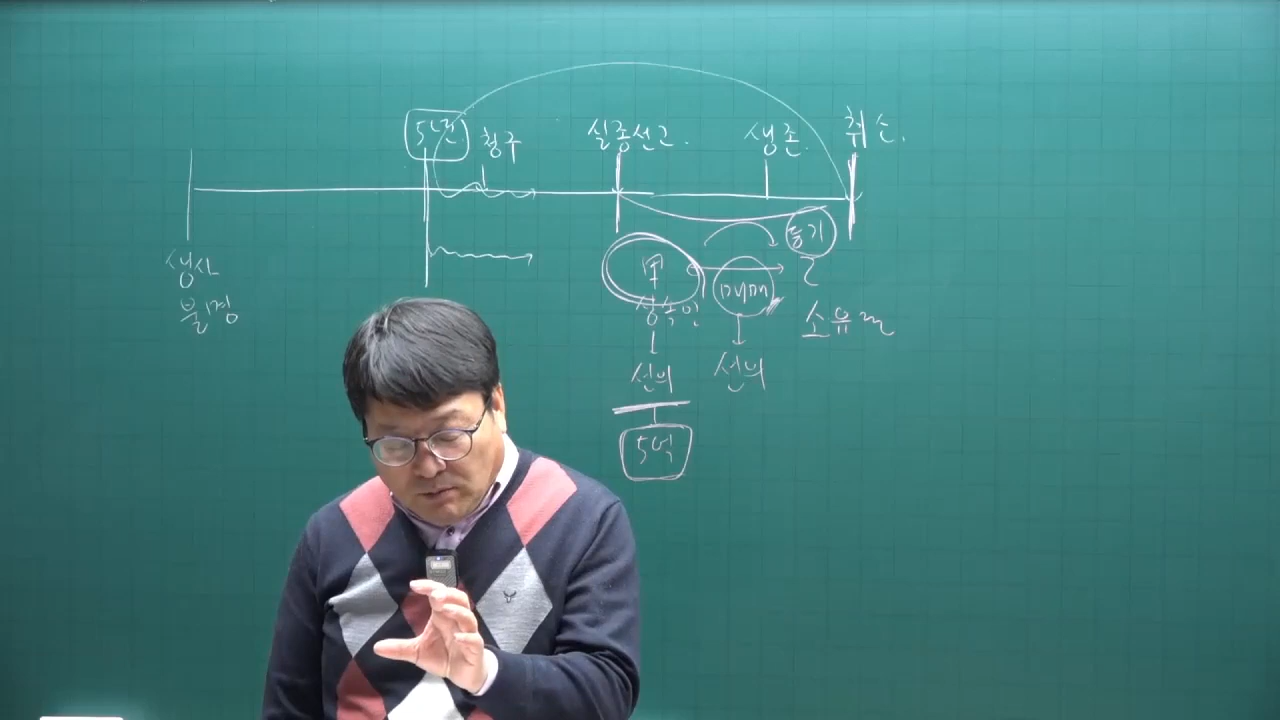 5년 청구 실종선고. 생존. 취소.
생사
불명
등기
상속인
매매
소유권
선의
선의
5억